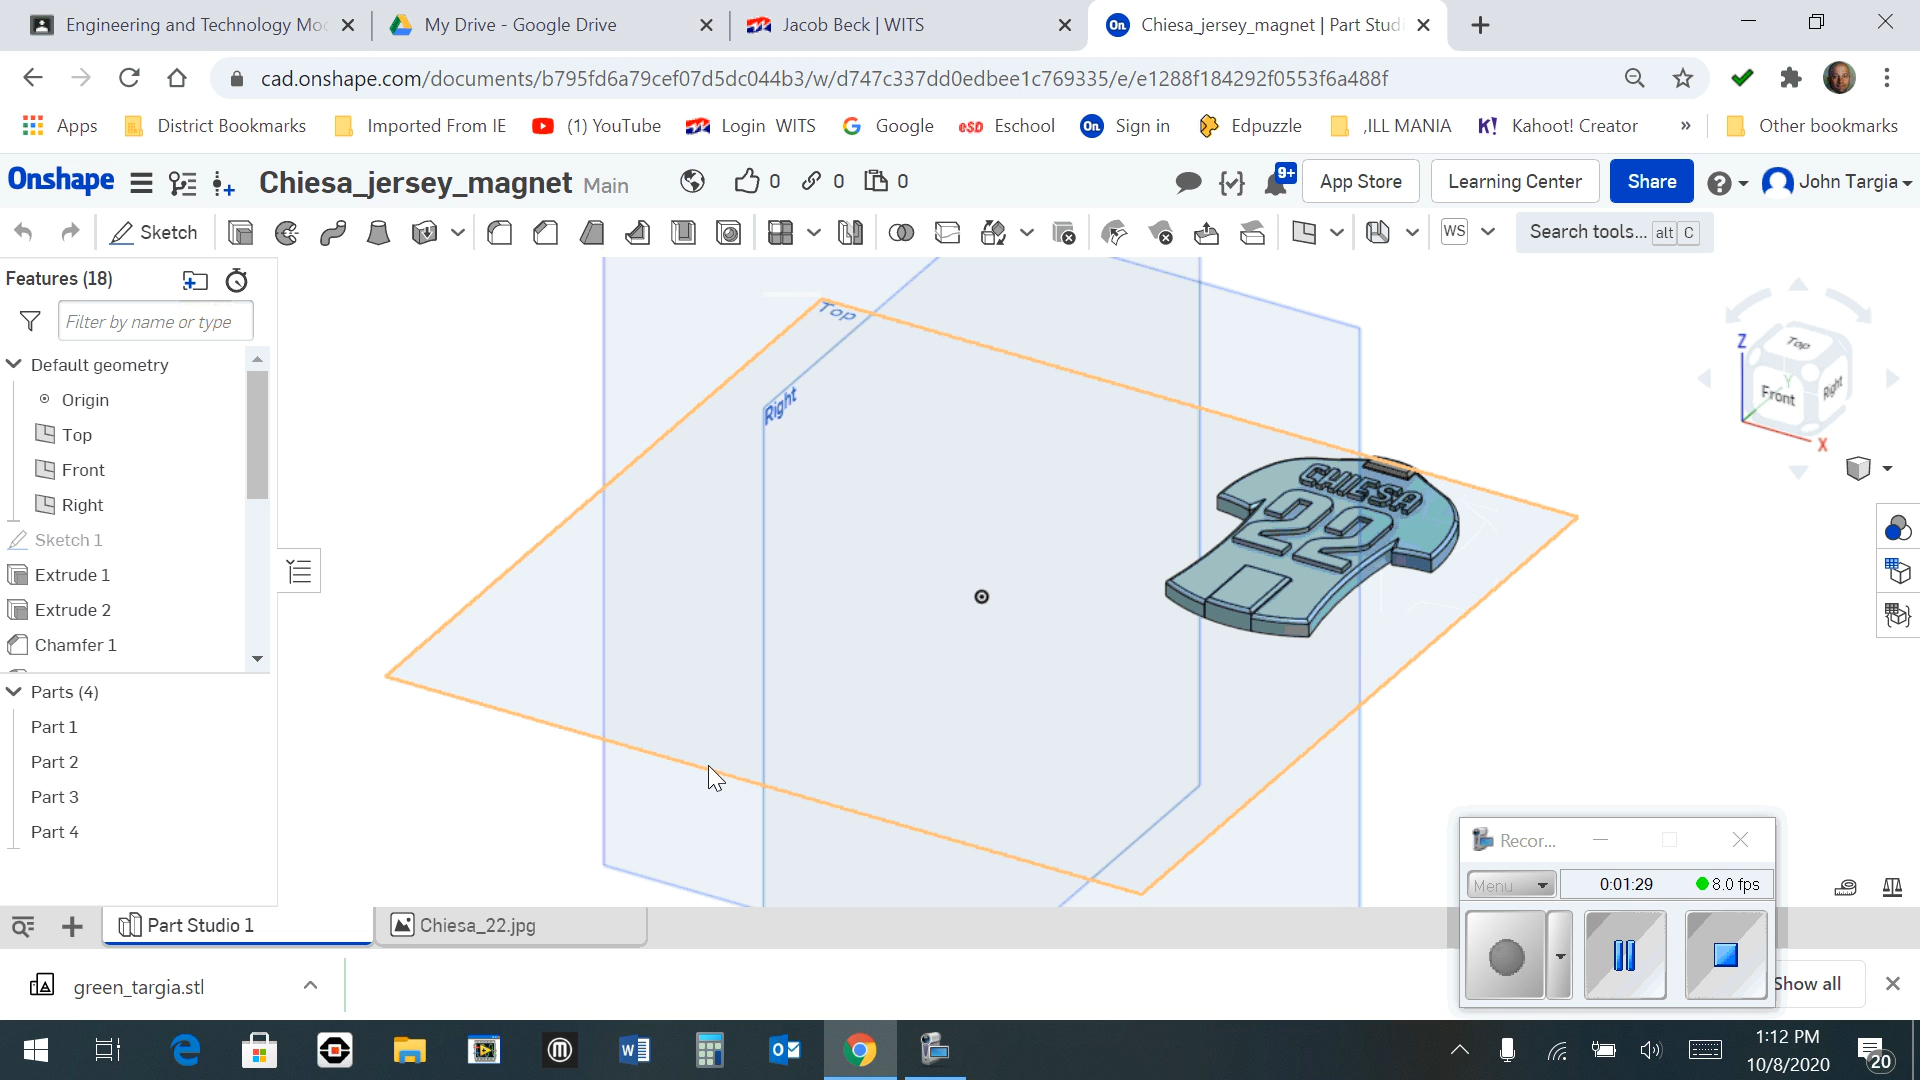 Engineering and Technology Mo
My Drive - Google Drive
Jacob Beck | WITS
On Chiesa_jersey_magnet | Part Studi
cad.onshape.com/documents/b795fd6a79cef07d5dc044b3/w/d747c337dd0edbee1c769335/e/e1288f184292f0553f6a488f
Apps
District Bookmarks
Imported From IE
(1) YouTube
Login WITS
Google
eSD Eschool
On Sign in
Edpuzzle
,ILL MANIA
K! Kahoot! Creator
»
Other bookmarks
Onshape
Chiesa_jersey_magnet Main
0
0
0
9+
App Store
Learning Center
Share
John Targia
Sketch
WS
Search tools... alt C
Features (18)
Filter by name or type
Default geometry
Origin
Top
Front
Right
Sketch 1
Extrude 1
Extrude 2
Chamfer 1
Parts (4)
Part 1
Part 2
Part 3
Part 4
Top
Right
CHIESA
22
Z
Top
Y
Front
Right
X
Recor...
Menu
0:01:29
8.0 fps
Part Studio 1
Chiesa_22.jpg
green_targia.stl
Show all
1:12 PM
10/8/2020
20